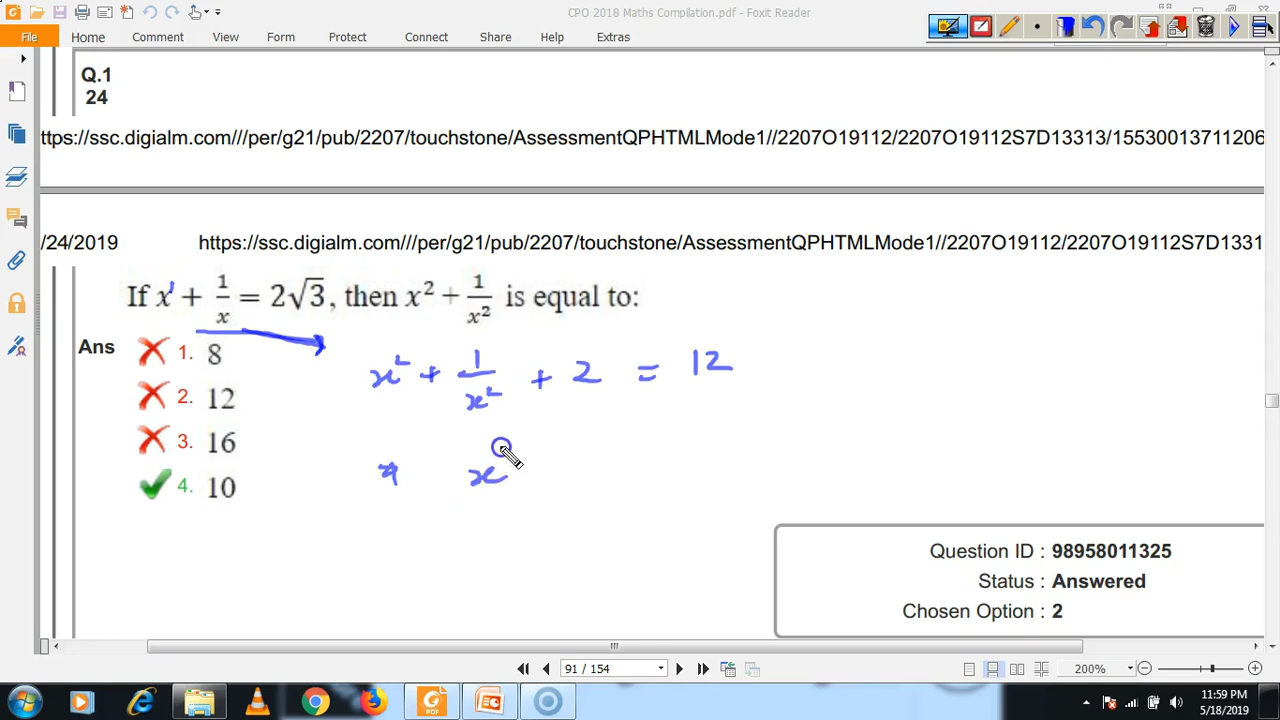 CPO 2018 Maths Compilation.pdf - Foxit Reader
File Home Comment View Form Protect Connect Share Help Extras
Q.1
24
ttps://ssc.digialm.com///per/g21/pub/2207/touchstone/AssessmentQPHTMLMode1//2207O19112/2207O19112S7D13313/15530013711206
/24/2019 https://ssc.digialm.com///per/g21/pub/2207/touchstone/AssessmentQPHTMLMode1//2207O19112/2207O19112S7D1331
If x + 1/x = 2√3, then x² + 1/x² is equal to:
Ans 1. 8
x² + 1/x² + 2 = 12
2. 12
3. 16
* x
4. 10
Question ID : 98958011325
Status : Answered
Chosen Option : 2
91 / 154 200%
11:59 PM
5/18/2019